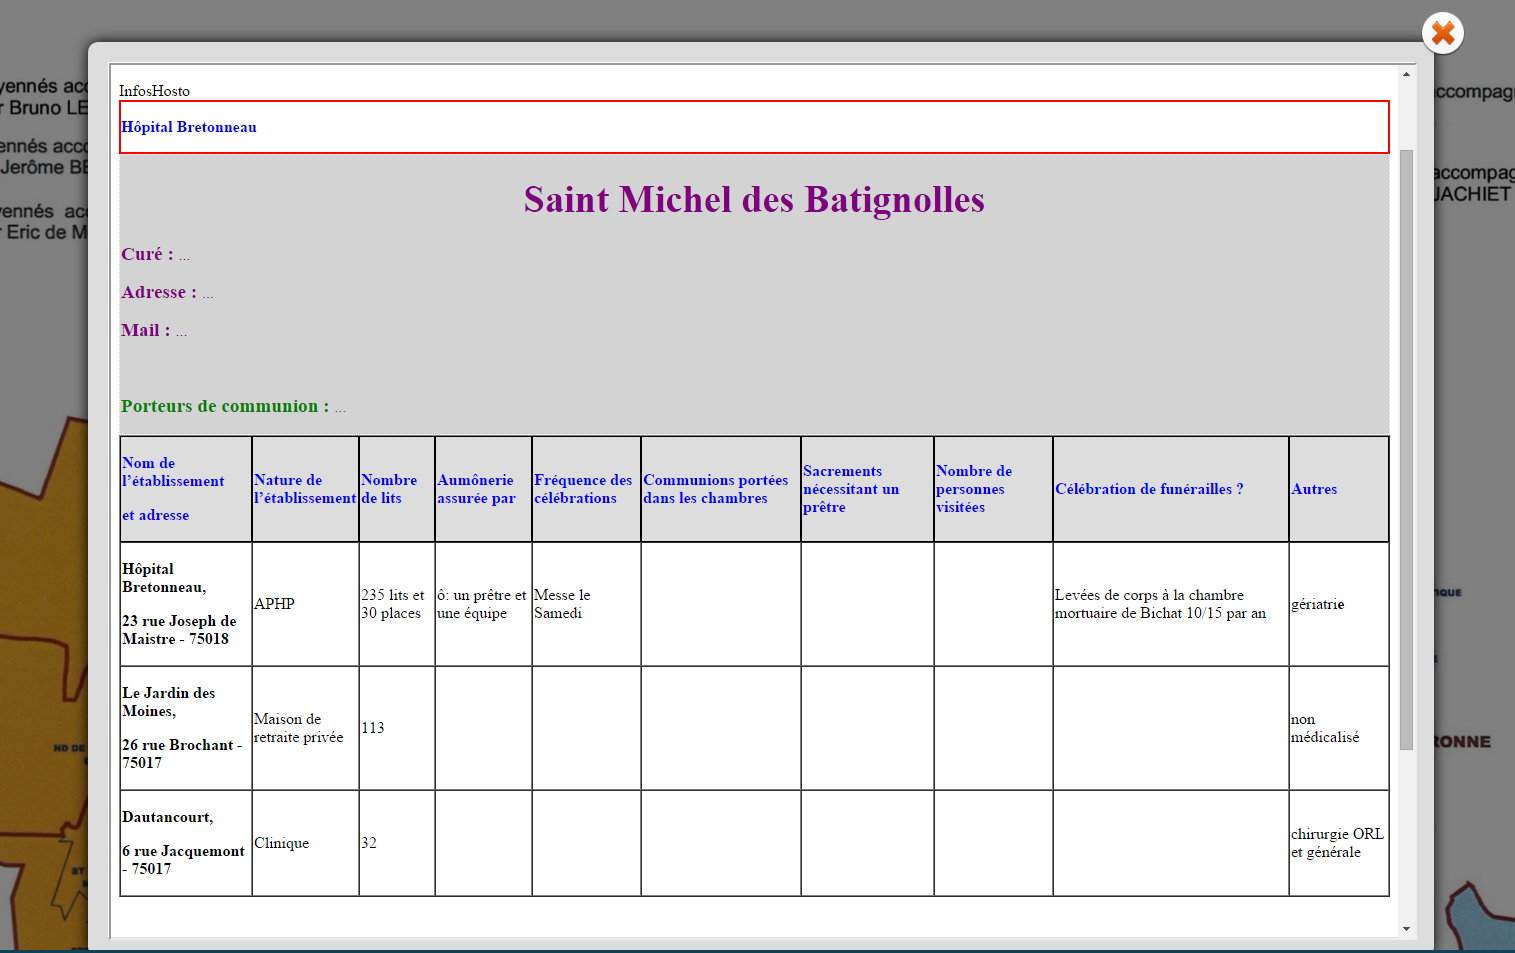 yennés acc
r Bruno LE
ennés acco
Jerôme BE
yennés acc
r Eric de M
ccompagn
accompag
JACHIET
InfosHosto
Hôpital Bretonneau
Saint Michel des Batignolles
Curé : ...
Adresse : ...
Mail : ...
Porteurs de communion : ...
Nom de
l’établissement
et adresse
Nature de
l’établissement
Nombre
de lits
Aumônerie
assurée par
Fréquence des
célébrations
Communions portées
dans les chambres
Sacrements
nécessitant un
prêtre
Nombre de
personnes
visitées
Célébration de funérailles ?
Autres
Hôpital
Bretonneau,
23 rue Joseph de
Maistre - 75018
APHP
235 lits et
30 places
ô: un prêtre et
une équipe
Messe le
Samedi
Levées de corps à la chambre
mortuaire de Bichat 10/15 par an
gériatrie
Le Jardin des
Moines,
26 rue Brochant -
75017
Maison de
retraite privée
113
non
médicalisé
Dautancourt,
6 rue Jacquemont
- 75017
Clinique
32
chirurgie ORL
et générale
ND DE
ST
RONNE